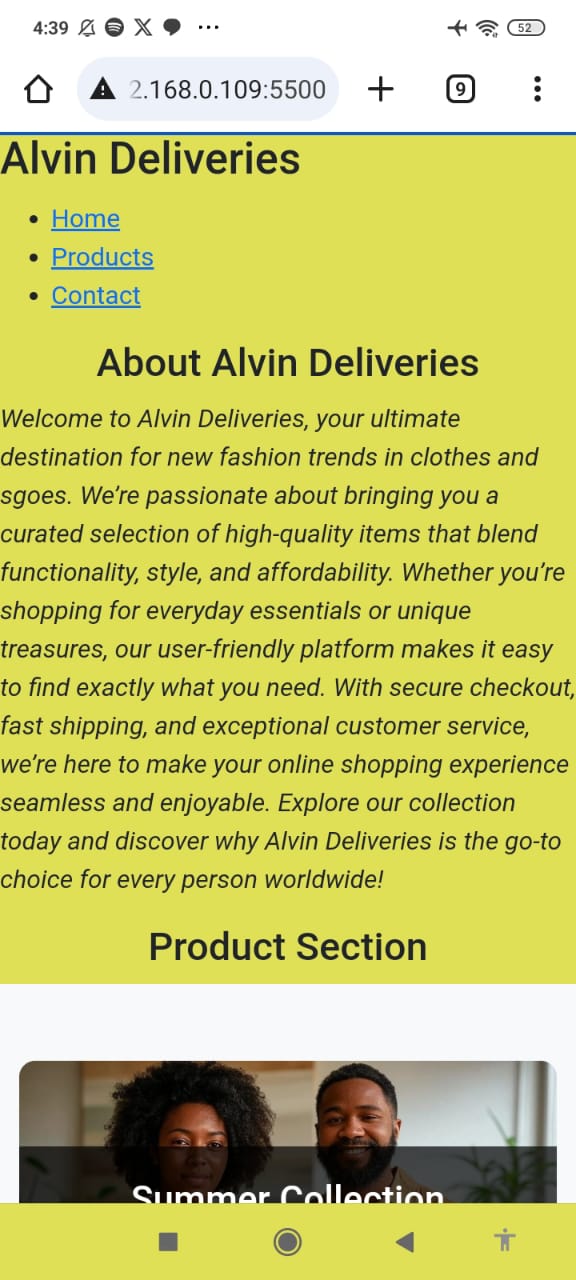 4:39
52
2.168.0.109:5500
9
Alvin Deliveries
Home
Products
Contact
About Alvin Deliveries
Welcome to Alvin Deliveries, your ultimate
destination for new fashion trends in clothes and
sgoes. We’re passionate about bringing you a
curated selection of high-quality items that blend
functionality, style, and affordability. Whether you’re
shopping for everyday essentials or unique
treasures, our user-friendly platform makes it easy
to find exactly what you need. With secure checkout,
fast shipping, and exceptional customer service,
we’re here to make your online shopping experience
seamless and enjoyable. Explore our collection
today and discover why Alvin Deliveries is the go-to
choice for every person worldwide!
Product Section
Summer Collection